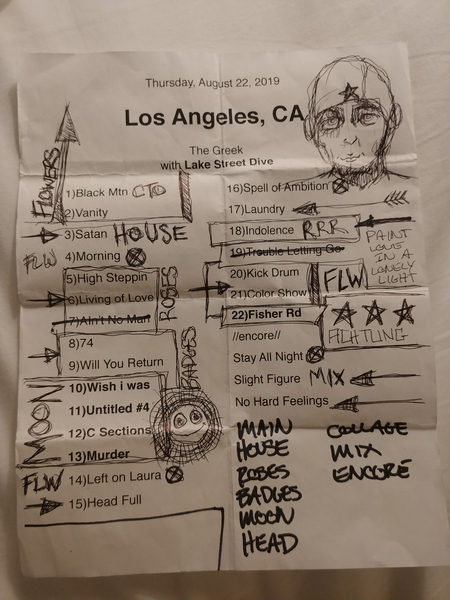 Thursday, August 22, 2019
Los Angeles, CA
The Greek
with Lake Street Dive
FLOWERS
1)Black Mtn CTO
2)Vanity
3)Satan HOUSE
FLW 4)Morning
5)High Steppin
6)Living of Love
7)Ain't No Man
ROSES
8)74
9)Will You Return
BADGES
MOON
10)Wish i was
11)Untitled #4
12)C Sections
13)Murder
FLW 14)Left on Laura
15)Head Full
16)Spell of Ambition
17)Laundry
18)Indolence RRR
19)Trouble Letting Go
PAINT
LONG
IN A
LONELY
LIGHT
20)Kick Drum
21)Color Show
FLW
22)Fisher Rd
//encore//
ACHTUNG
Stay All Night
Slight Figure MIX
No Hard Feelings
MAIN
HOUSE
ROSES
BADGES
MOON
HEAD
COLLAGE
MIX
ENCORE